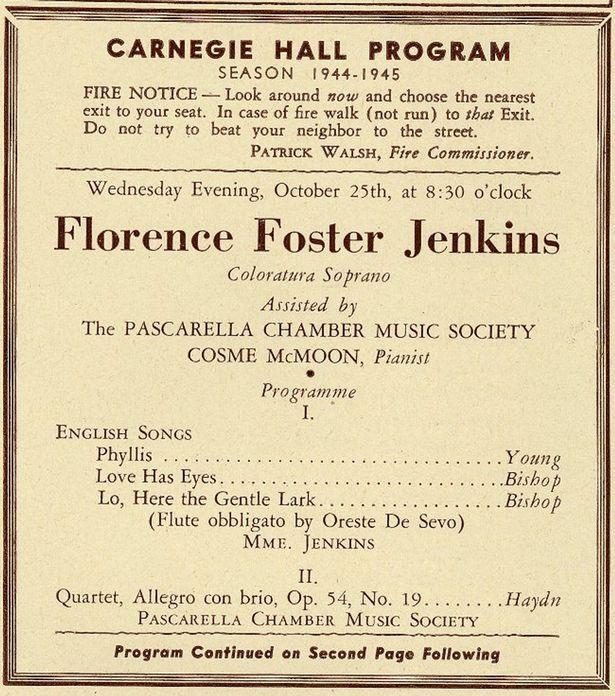 CARNEGIE HALL PROGRAM
SEASON 1944-1945
FIRE NOTICE — Look around now and choose the nearest
exit to your seat. In case of fire walk (not run) to that Exit.
Do not try to beat your neighbor to the street.
PATRICK WALSH, Fire Commissioner.
Wednesday Evening, October 25th, at 8:30 o'clock
Florence Foster Jenkins
Coloratura Soprano
Assisted by
The PASCARELLA CHAMBER MUSIC SOCIETY
COSME McMOON, Pianist
•
Programme
I.
ENGLISH SONGS
Phyllis ................................Young
Love Has Eyes..........................Bishop
Lo, Here the Gentle Lark.................Bishop
(Flute obbligato by Oreste De Sevo)
MME. JENKINS
II.
Quartet, Allegro con brio, Op. 54, No. 19........Haydn
PASCARELLA CHAMBER MUSIC SOCIETY
Program Continued on Second Page Following